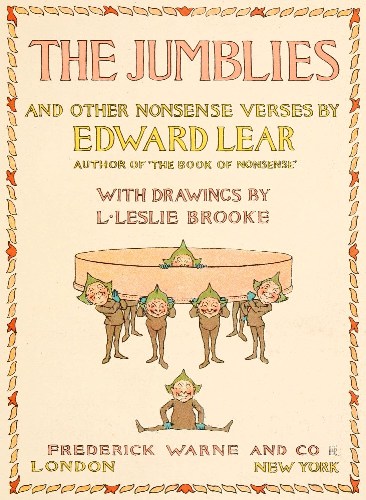 THE JUMBLIES
AND OTHER NONSENSE VERSES BY
EDWARD LEAR
AUTHOR OF 'THE BOOK OF NONSENSE'
WITH DRAWINGS BY
L·LESLIE BROOKE
FREDERICK WARNE AND CO
LONDON NEW YORK